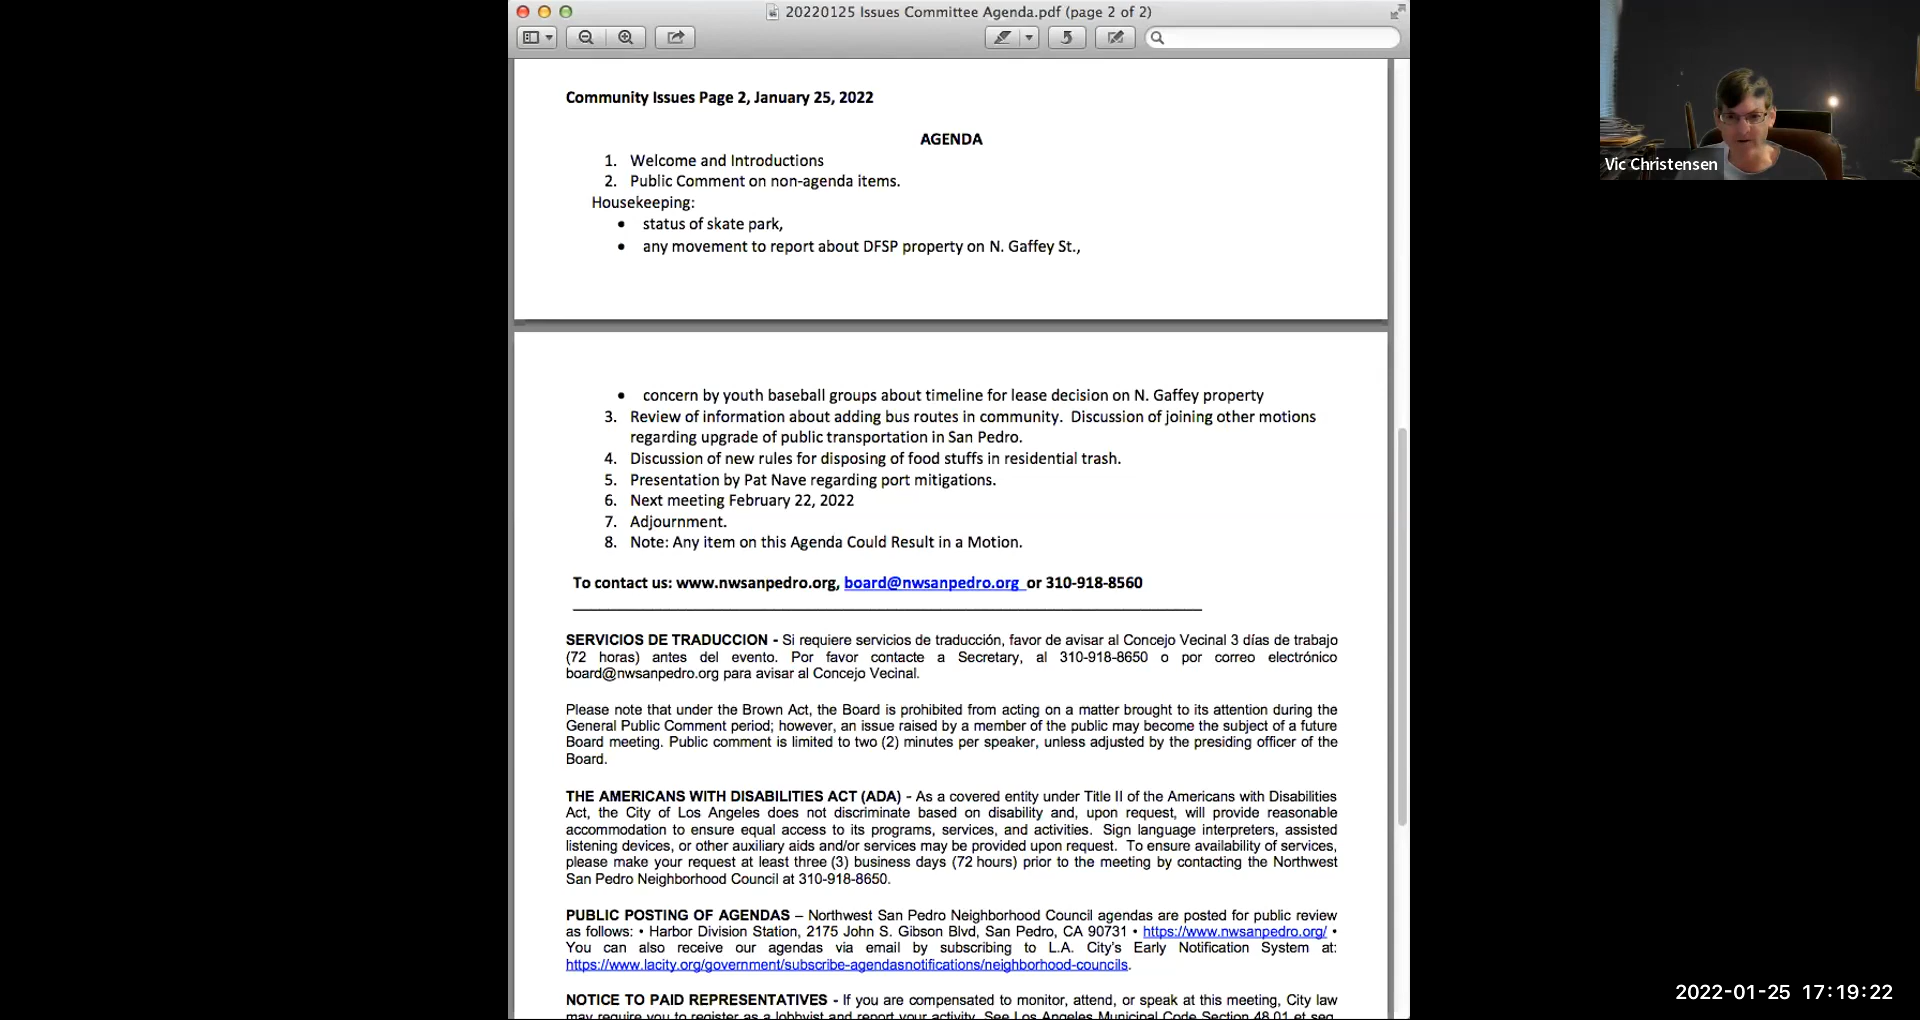 20220125 Issues Committee Agenda.pdf (page 2 of 2)
Community Issues Page 2, January 25, 2022
AGENDA
1. Welcome and Introductions
2. Public Comment on non-agenda items.
Housekeeping:
• status of skate park,
• any movement to report about DFSP property on N. Gaffey St.,
• concern by youth baseball groups about timeline for lease decision on N. Gaffey property
3. Review of information about adding bus routes in community. Discussion of joining other motions
regarding upgrade of public transportation in San Pedro.
4. Discussion of new rules for disposing of food stuffs in residential trash.
5. Presentation by Pat Nave regarding port mitigations.
6. Next meeting February 22, 2022
7. Adjournment.
8. Note: Any item on this Agenda Could Result in a Motion.
To contact us: www.nwsanpedro.org, board@nwsanpedro.org or 310-918-8560
SERVICIOS DE TRADUCCION - Si requiere servicios de traducción, favor de avisar al Concejo Vecinal 3 días de trabajo
(72 horas) antes del evento. Por favor contacte a Secretary, al 310-918-8650 o por correo electrónico
board@nwsanpedro.org para avisar al Concejo Vecinal.
Please note that under the Brown Act, the Board is prohibited from acting on a matter brought to its attention during the
General Public Comment period; however, an issue raised by a member of the public may become the subject of a future
Board meeting. Public comment is limited to two (2) minutes per speaker, unless adjusted by the presiding officer of the
Board.
THE AMERICANS WITH DISABILITIES ACT (ADA) - As a covered entity under Title II of the Americans with Disabilities
Act, the City of Los Angeles does not discriminate based on disability and, upon request, will provide reasonable
accommodation to ensure equal access to its programs, services, and activities. Sign language interpreters, assisted
listening devices, or other auxiliary aids and/or services may be provided upon request. To ensure availability of services,
please make your request at least three (3) business days (72 hours) prior to the meeting by contacting the Northwest
San Pedro Neighborhood Council at 310-918-8650.
PUBLIC POSTING OF AGENDAS – Northwest San Pedro Neighborhood Council agendas are posted for public review
as follows: • Harbor Division Station, 2175 John S. Gibson Blvd, San Pedro, CA 90731 • https://www.nwsanpedro.org/ •
You can also receive our agendas via email by subscribing to L.A. City's Early Notification System at:
https://www.lacity.org/government/subscribe-agendasnotifications/neighborhood-councils.
NOTICE TO PAID REPRESENTATIVES - If you are compensated to monitor, attend, or speak at this meeting, City law
may require you to register as a lobbyist and report your activity. See Los Angeles Municipal Code Section 48.01 et seq.
Vic Christensen
2022-01-25 17:19:22